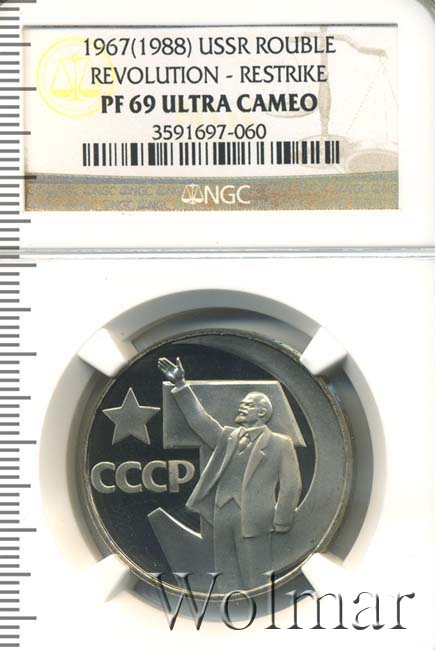 1967(1988) USSR ROUBLE
REVOLUTION - RESTRIKE
PF 69 ULTRA CAMEO
3591697-060
NGC
СССР
Wolmar